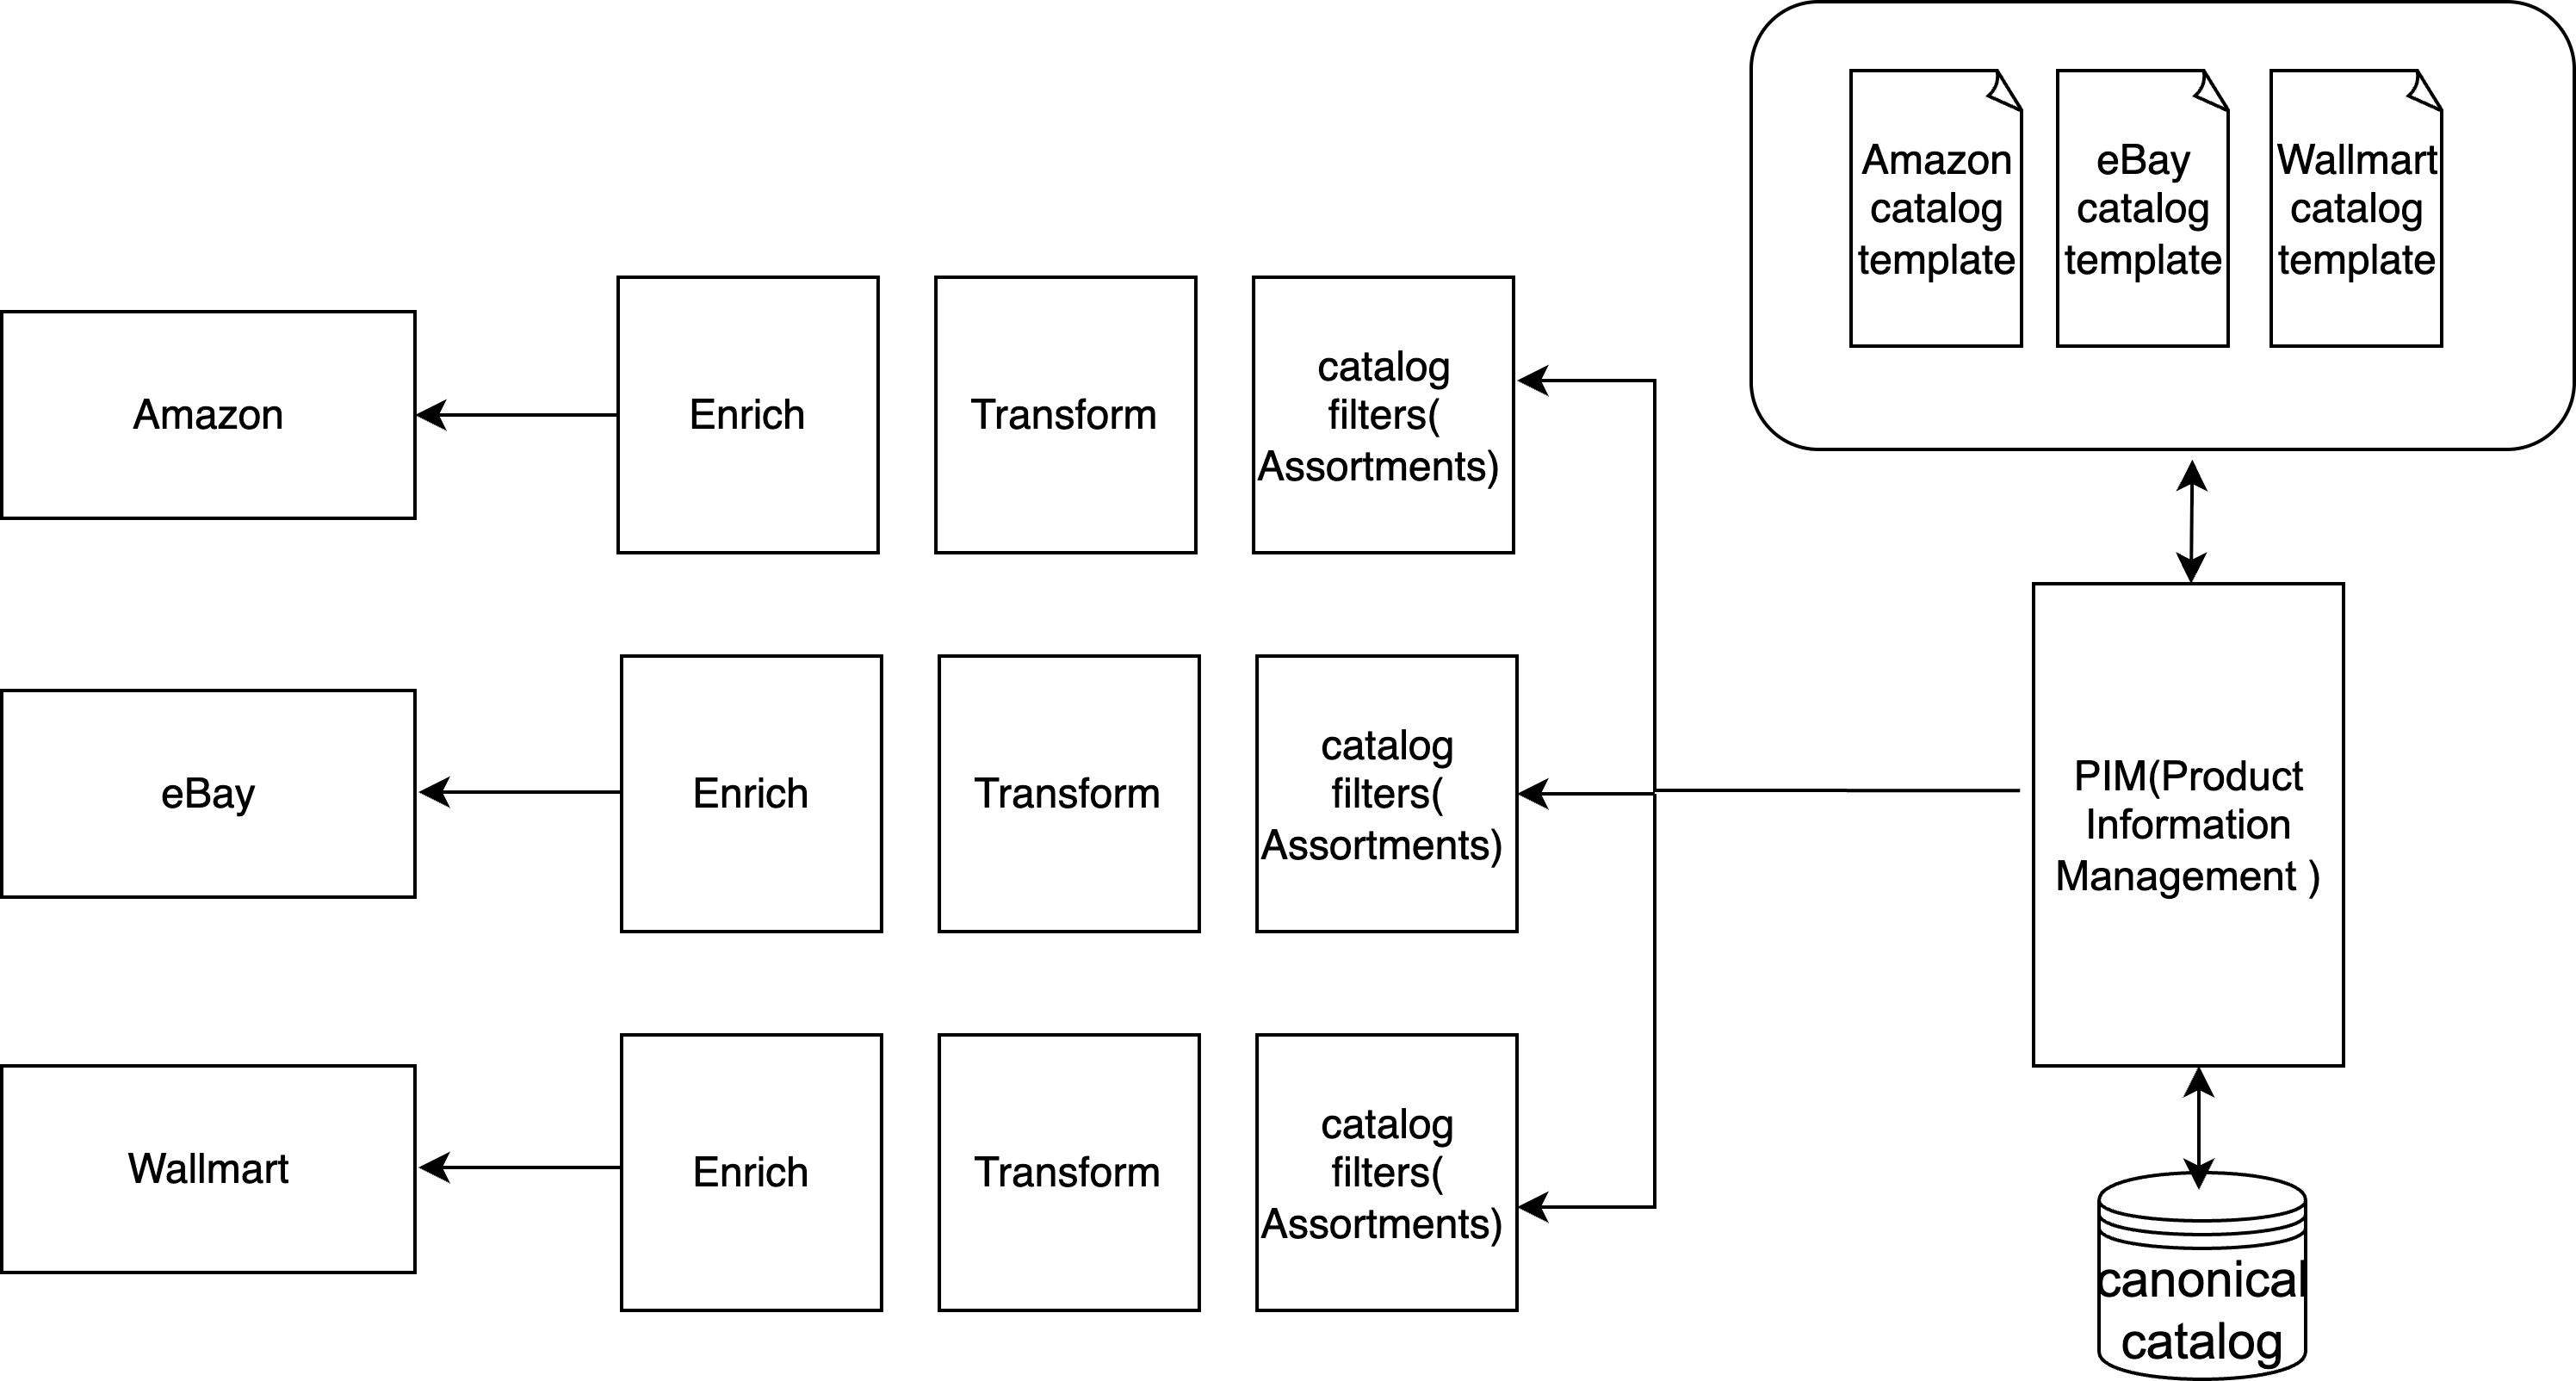 Amazon
catalog
template
eBay
catalog
template
Wallmart
catalog
template
Amazon
Enrich
Transform
catalog
filters(
Assortments)
eBay
Enrich
Transform
catalog
filters(
Assortments)
PIM(Product
Information
Management )
Wallmart
Enrich
Transform
catalog
filters(
Assortments)
canonical
catalog